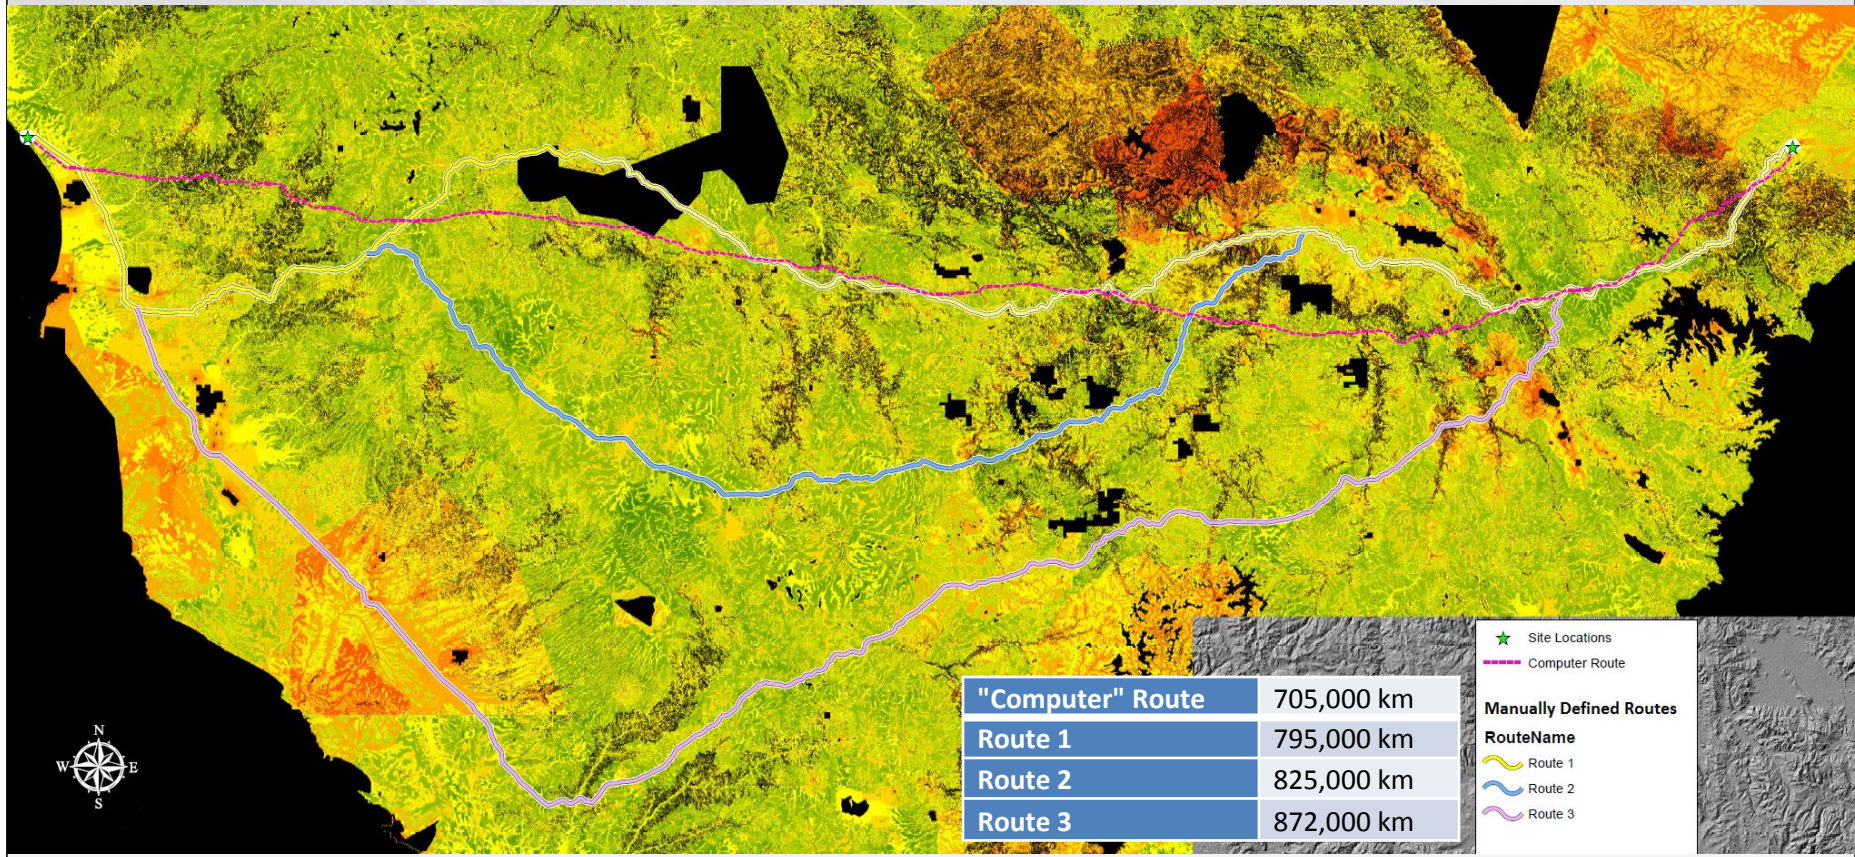 N
W E
S
"Computer" Route 705,000 km
Route 1 795,000 km
Route 2 825,000 km
Route 3 872,000 km
Site Locations
Computer Route
Manually Defined Routes
RouteName
Route 1
Route 2
Route 3